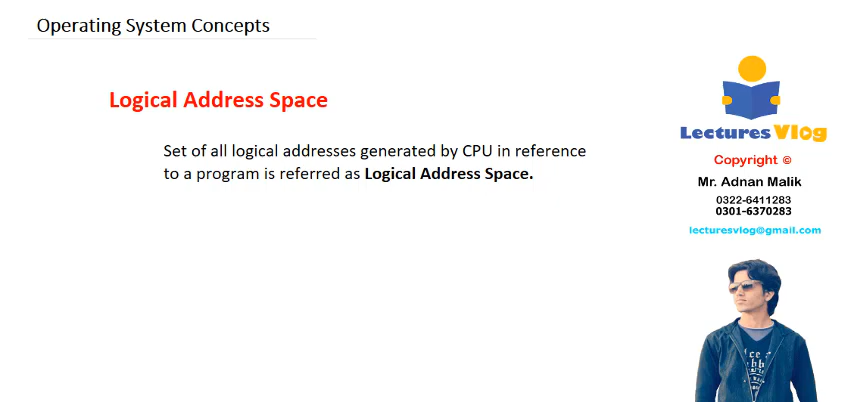 Operating System Concepts
Logical Address Space
Set of all logical addresses generated by CPU in reference
to a program is referred as Logical Address Space.
Lectures Vlog
Copyright ©
Mr. Adnan Malik
0322-6411283
0301-6370283
lecturesvlog@gmail.com